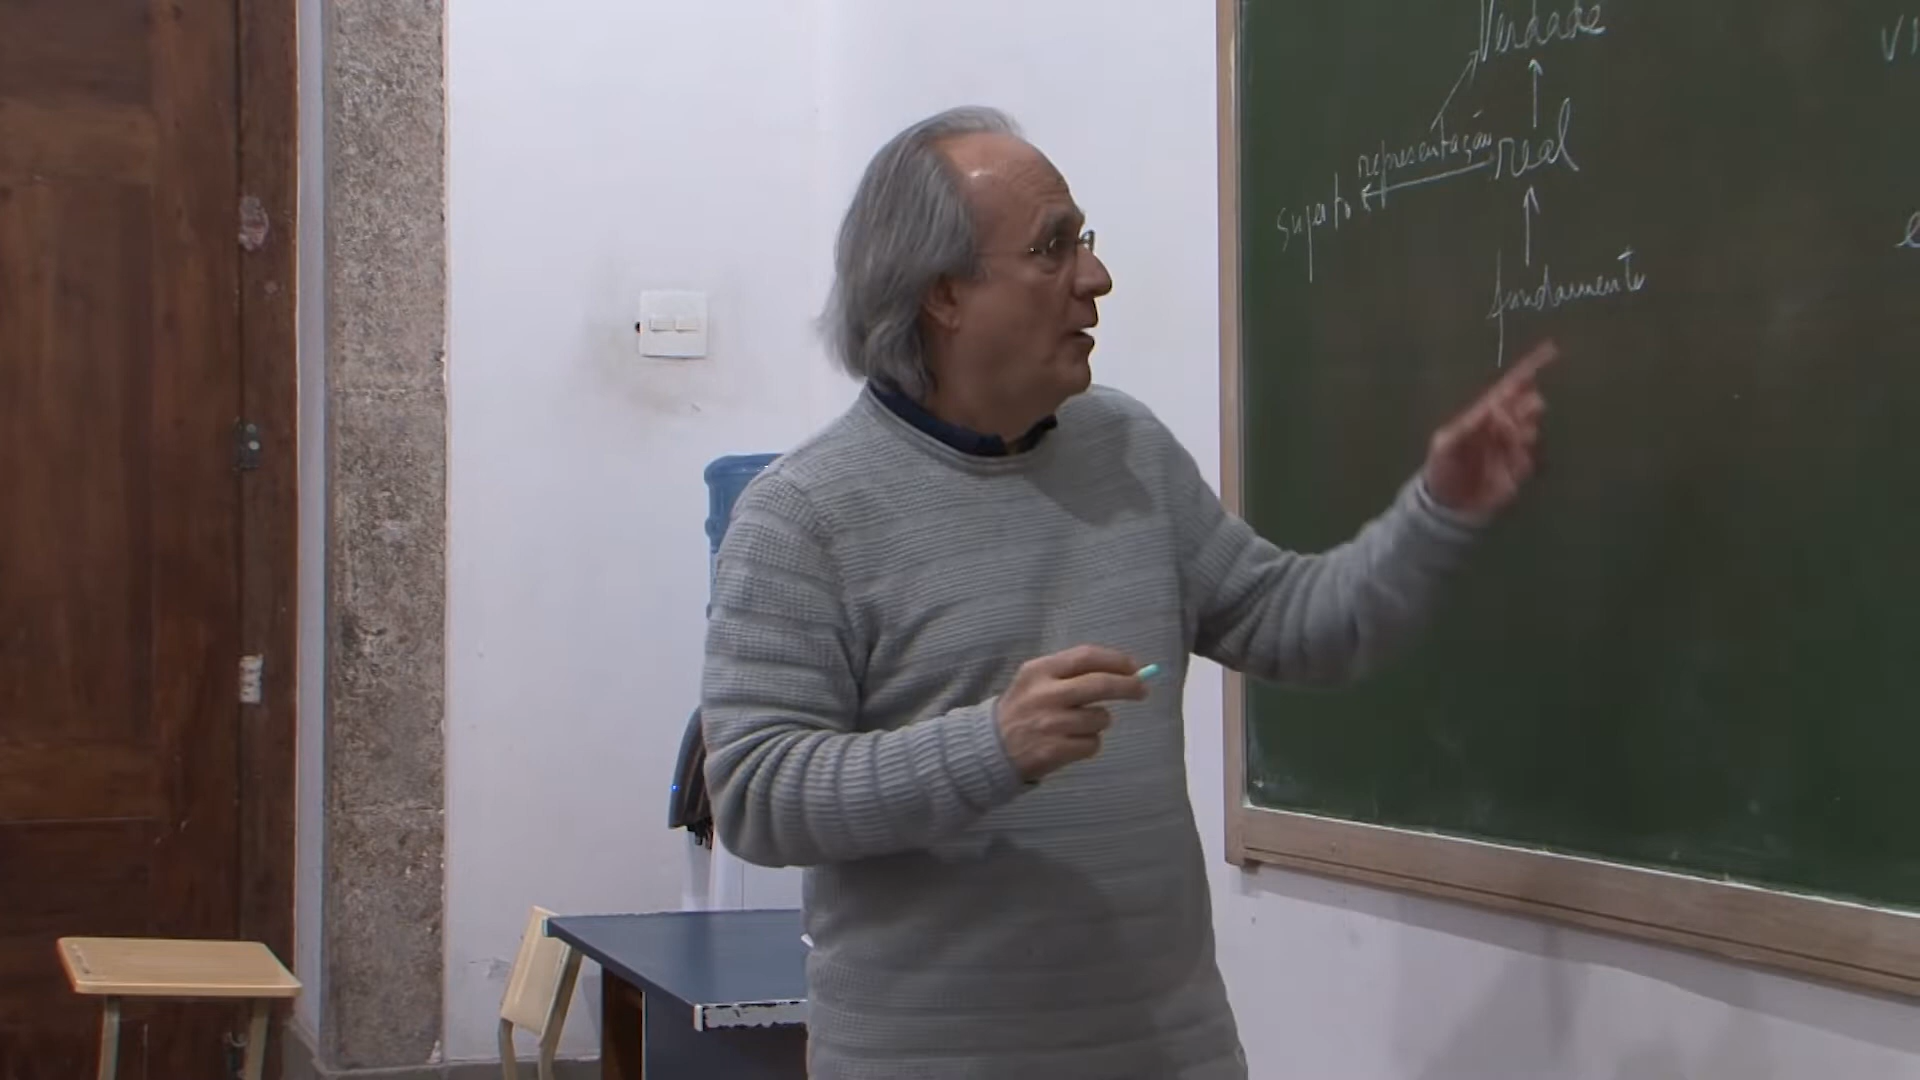 Verdade
representação real
sujeito
fundamento